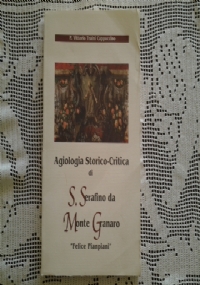 Agiologia Storico-Critica
di
S. Serafino da
Monte Granaro
"Felice Piampiani"